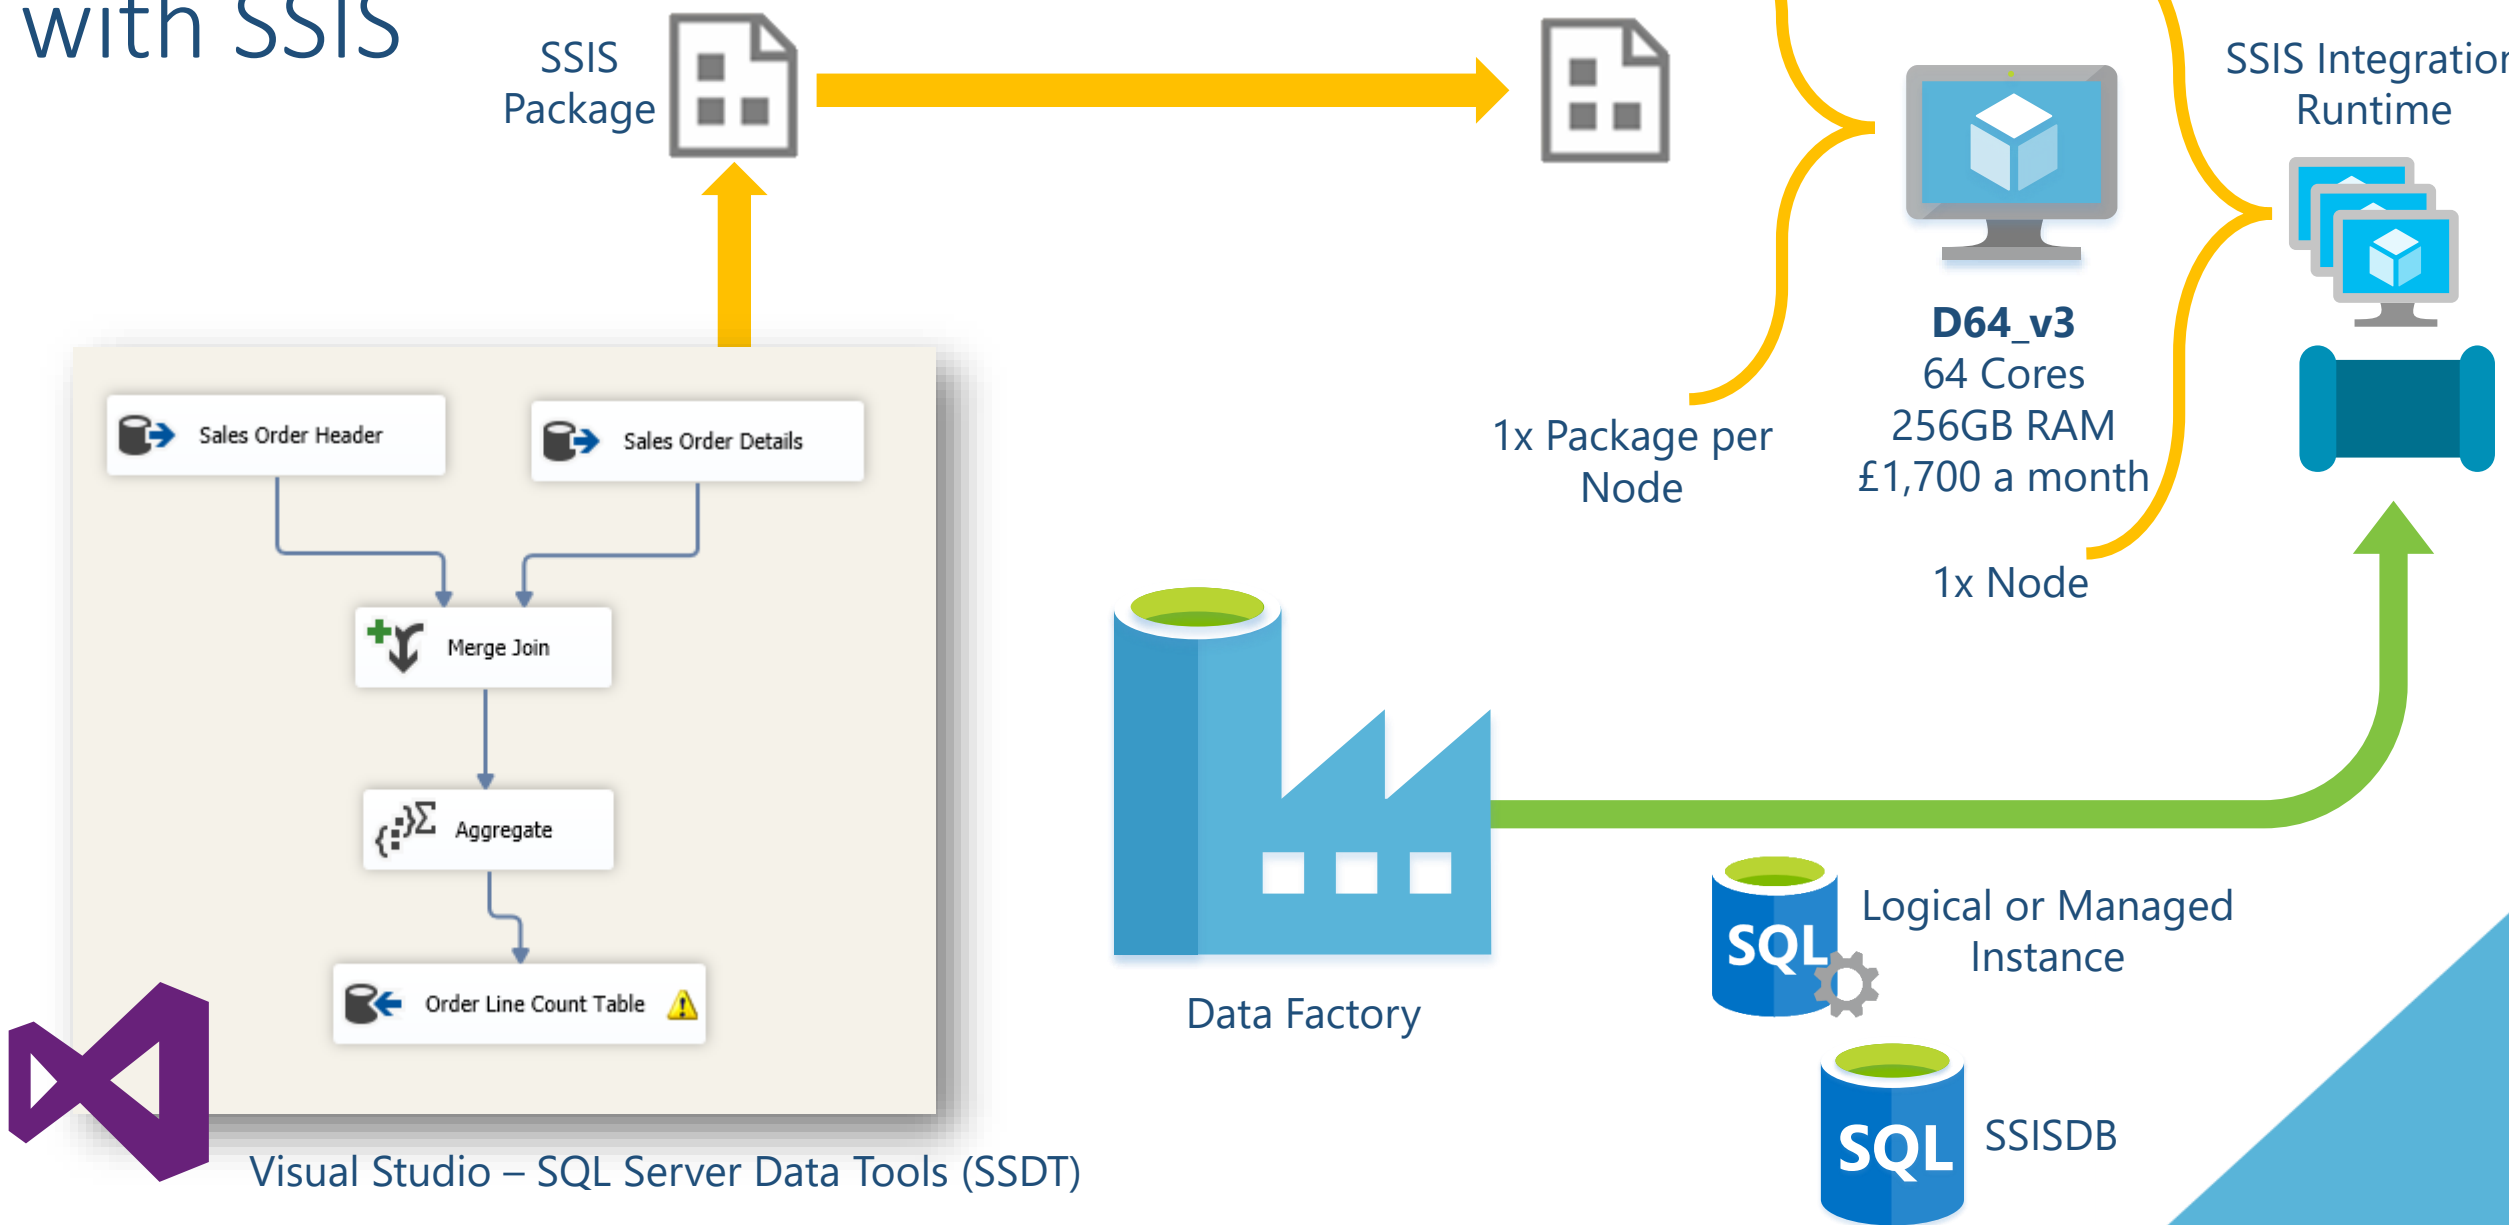 with SSIS
SSIS
Package
SSIS Integration
Runtime
D64_v3
64 Cores
256GB RAM
£1,700 a month
1x Package per
Node
1x Node
Sales Order Header
Sales Order Details
Merge Join
Aggregate
Order Line Count Table
Data Factory
SQL
Logical or Managed
Instance
SQL
SSISDB
Visual Studio – SQL Server Data Tools (SSDT)